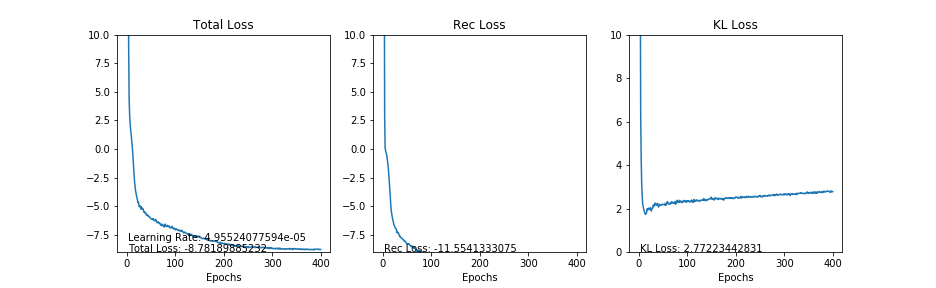 Total Loss
10.0
7.5
5.0
2.5
0.0
−2.5
−5.0
−7.5
Learning Rate: 4.95524077594e-05
Total Loss: -8.78189885232
0 100 200 300 400
Epochs
Rec Loss
10.0
7.5
5.0
2.5
0.0
−2.5
−5.0
−7.5
Rec Loss: -11.5541333075
0 100 200 300 400
Epochs
KL Loss
10
8
6
4
2
0
KL Loss: 2.77223442831
0 100 200 300 400
Epochs